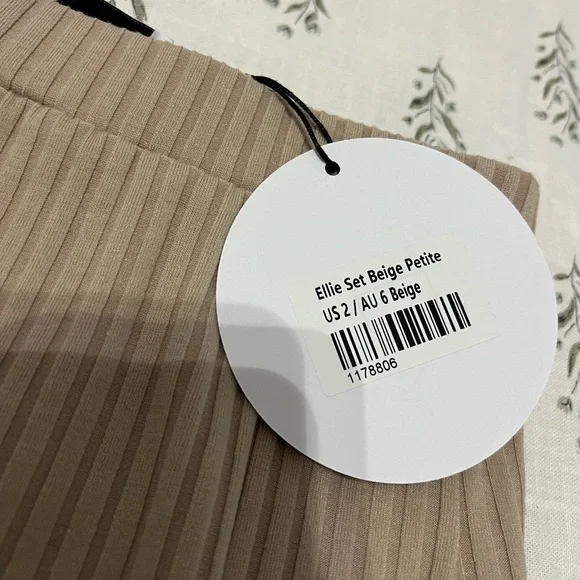 Ellie Set Beige Petite
US 2 / AU 6 Beige
1178806